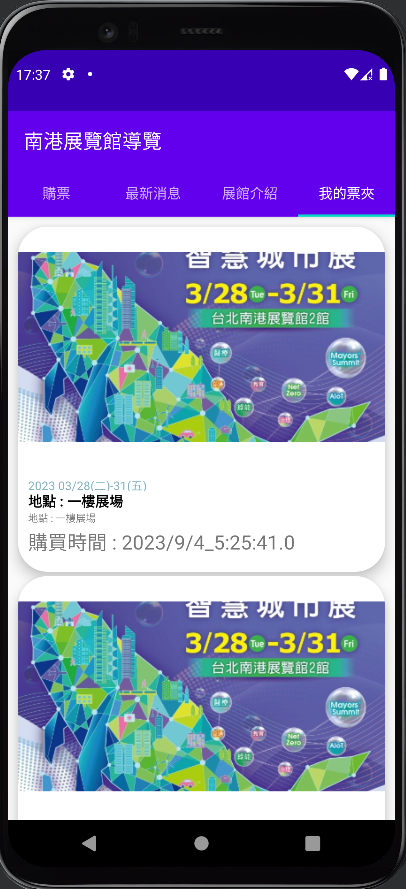 17:37
南港展覽館導覽
購票 最新消息 展館介紹 我的票夾
智慧城市展
3/28 Tue -3/31 Fri
台北南港展覽館2館
醫療
Mayors Summit
Net Zero
AIoT
2023 03/28(二)-31(五)
地點 : 一樓展場
地點 : 一樓展場
購買時間 : 2023/9/4_5:25:41.0
智慧城市展
3/28 Tue -3/31 Fri
台北南港展覽館2館
醫療
Mayors Summit
Net Zero
AIoT